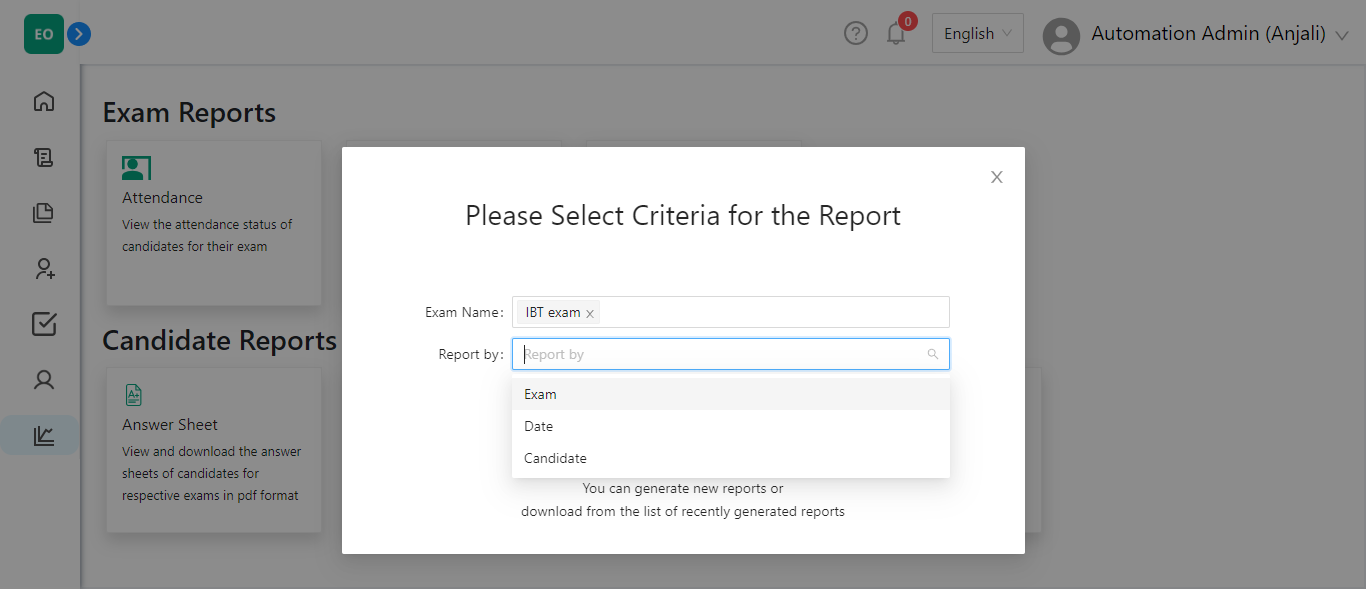 EO
0
English
Automation Admin (Anjali)
Exam Reports
Attendance
View the attendance status of
candidates for their exam
Please Select Criteria for the Report
Exam Name:
IBT exam
Report by:
Report by
Exam
Date
Candidate
You can generate new reports or
download from the list of recently generated reports
Candidate Reports
Answer Sheet
View and download the answer
sheets of candidates for
respective exams in pdf format